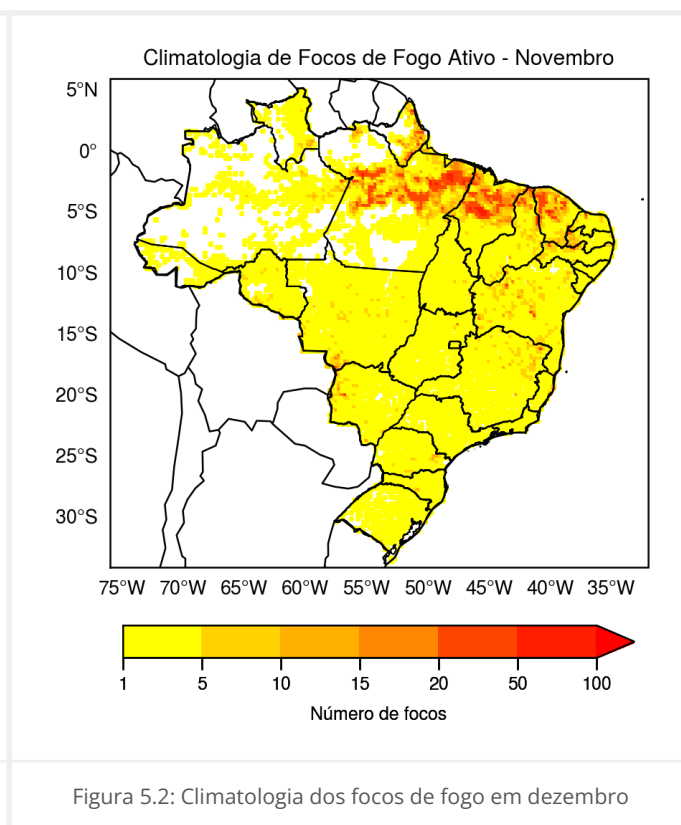 Climatologia de Focos de Fogo Ativo - Novembro
5°N
0°
5°S
10°S
15°S
20°S
25°S
30°S
75°W 70°W 65°W 60°W 55°W 50°W 45°W 40°W 35°W
1 5 10 15 20 50 100
Número de focos
Figura 5.2: Climatologia dos focos de fogo em dezembro